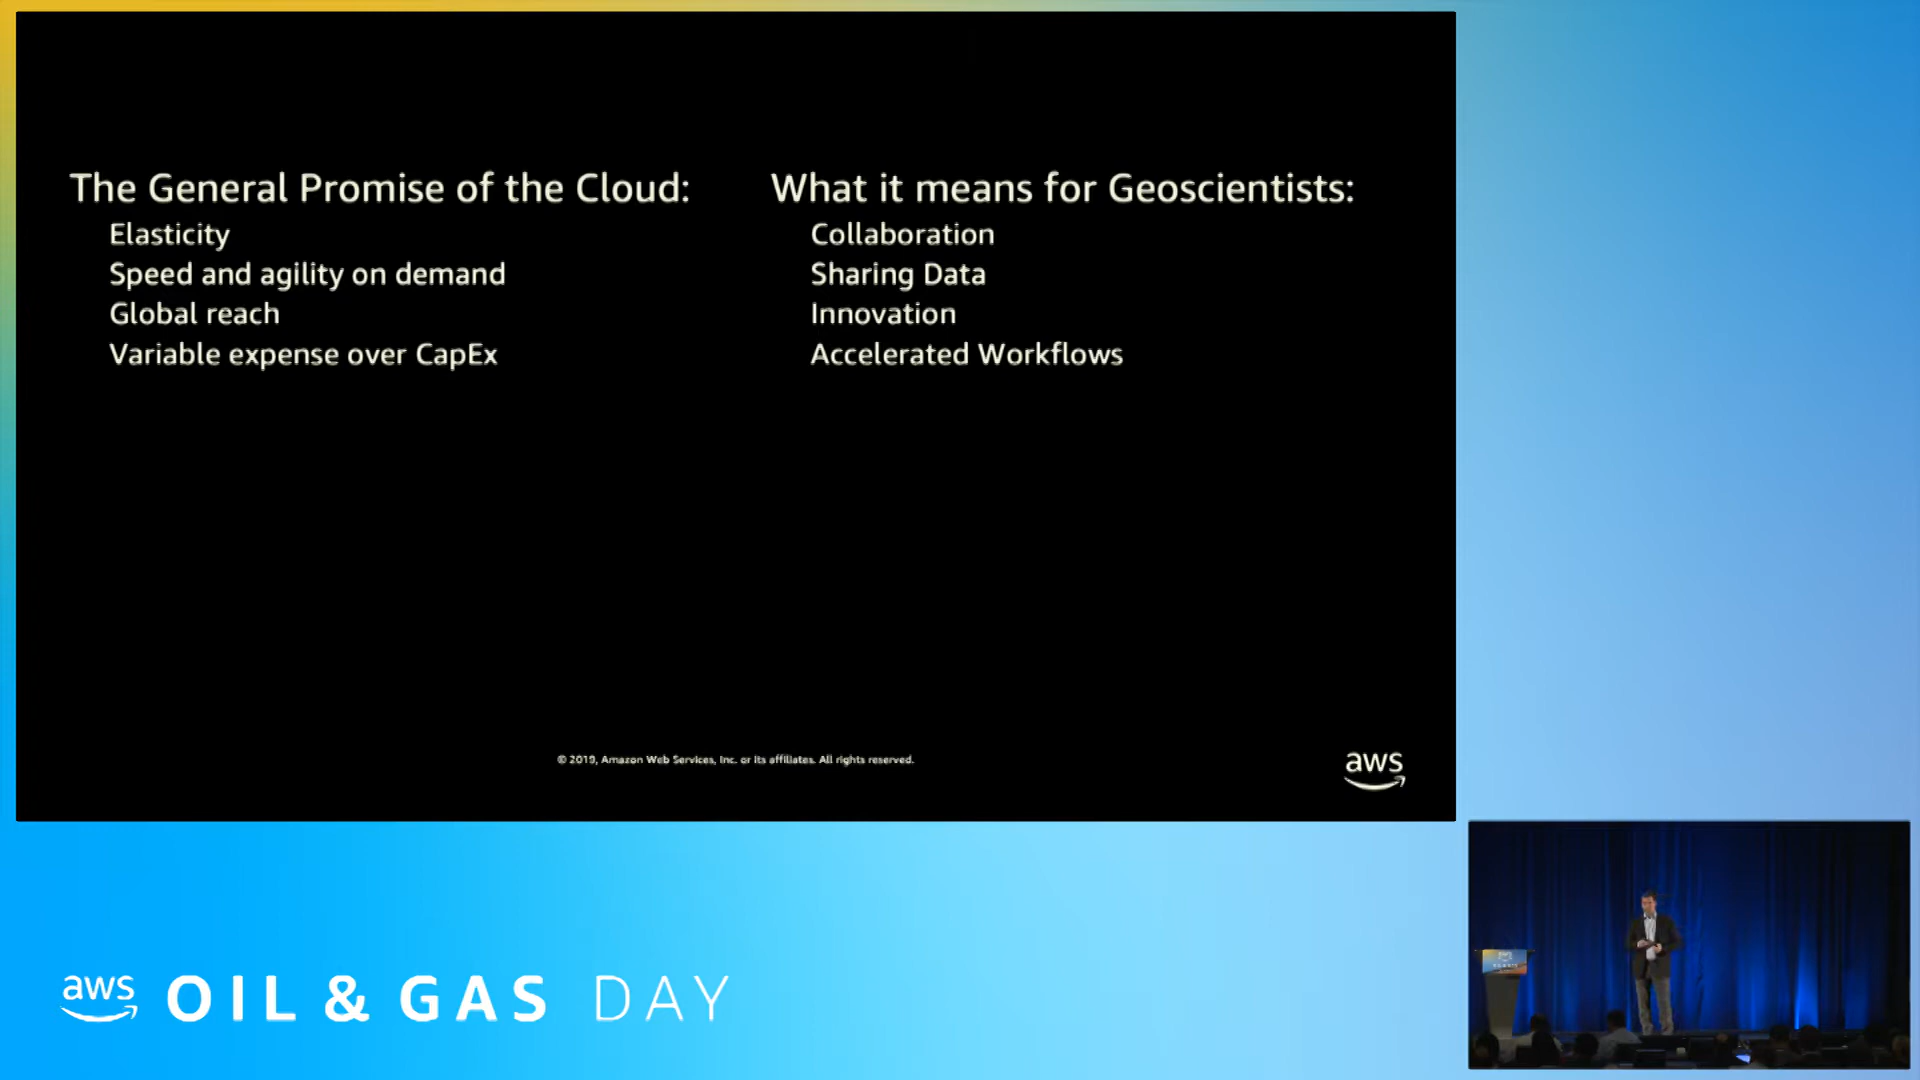 The General Promise of the Cloud:
Elasticity
Speed and agility on demand
Global reach
Variable expense over CapEx
What it means for Geoscientists:
Collaboration
Sharing Data
Innovation
Accelerated Workflows
© 2019, Amazon Web Services, Inc. or its affiliates. All rights reserved.
aws
aws OIL & GAS DAY